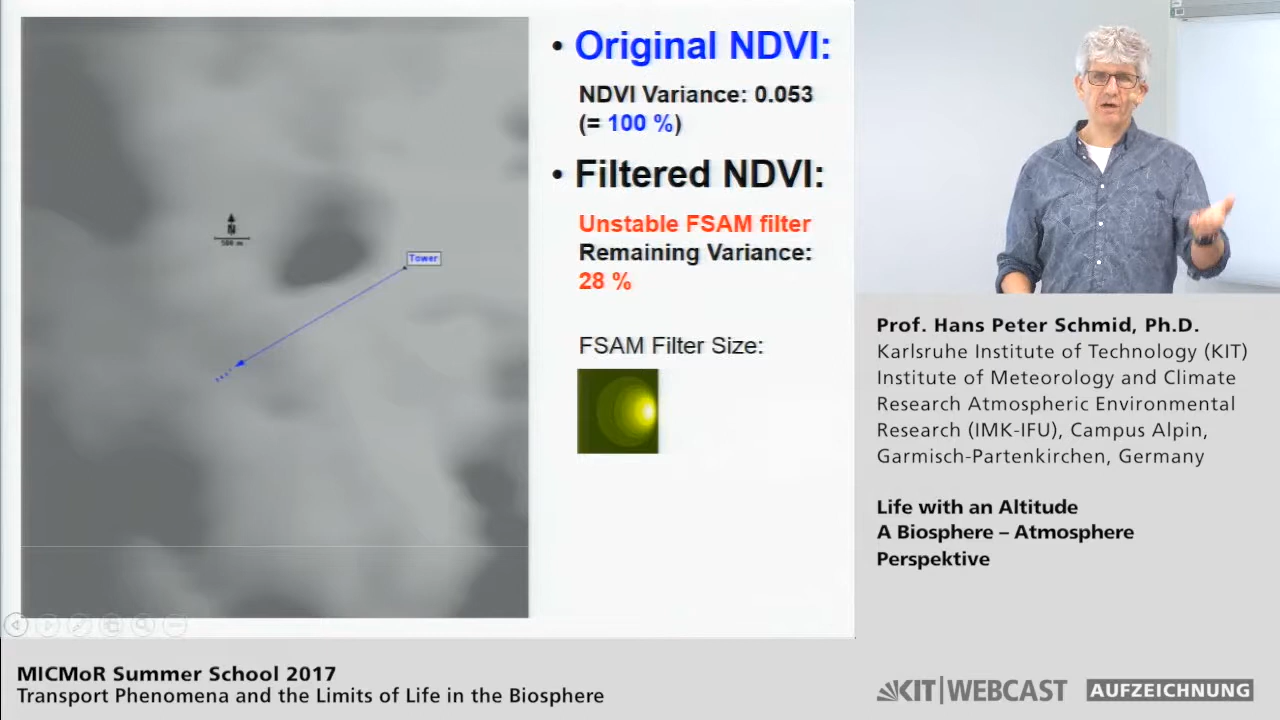 • Original NDVI:
NDVI Variance: 0.053
(= 100 %)
• Filtered NDVI:
Unstable FSAM filter
Remaining Variance:
28 %
FSAM Filter Size:
N
500 m
Tower
Prof. Hans Peter Schmid, Ph.D.
Karlsruhe Institute of Technology (KIT)
Institute of Meteorology and Climate
Research Atmospheric Environmental
Research (IMK-IFU), Campus Alpin,
Garmisch-Partenkirchen, Germany
Life with an Altitude
A Biosphere – Atmosphere
Perspektive
MICMoR Summer School 2017
Transport Phenomena and the Limits of Life in the Biosphere
KIT|WEBCAST
AUFZEICHNUNG